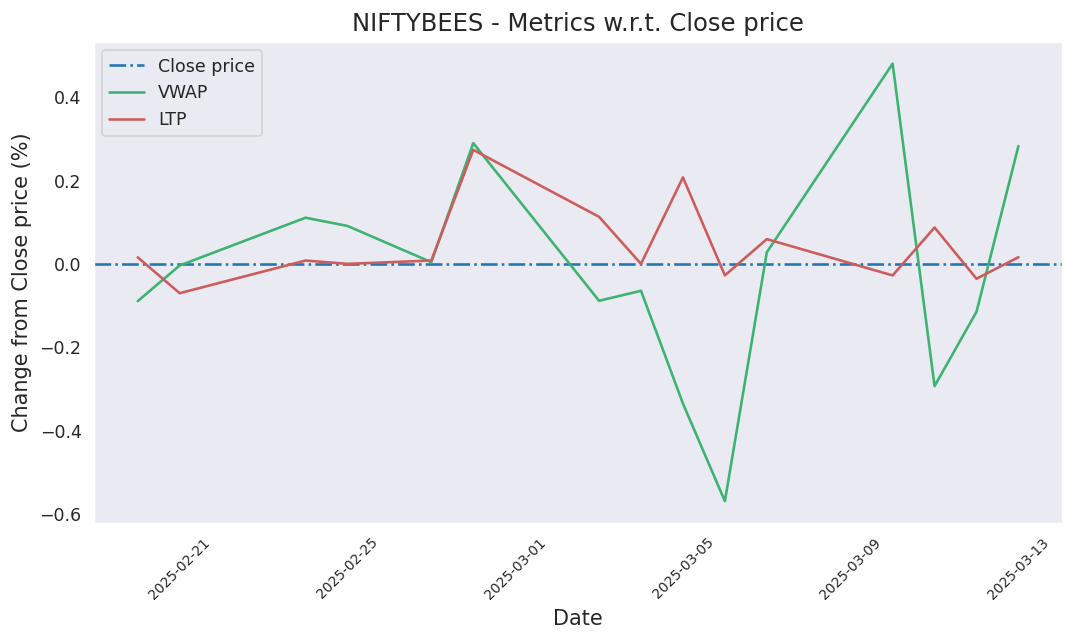 NIFTYBEES - Metrics w.r.t. Close price
Close price
VWAP
LTP
Change from Close price (%)
0.4
0.2
0.0
−0.2
−0.4
−0.6
2025-02-21
2025-02-25
2025-03-01
2025-03-05
2025-03-09
2025-03-13
Date